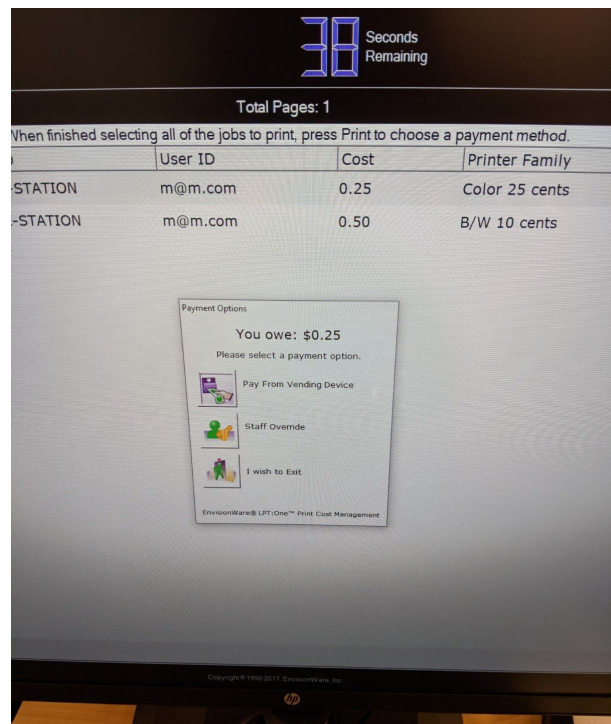 38 Seconds
Remaining
Total Pages: 1
When finished selecting all of the jobs to print, press Print to choose a payment method.
User ID Cost Printer Family
-STATION m@m.com 0.25 Color 25 cents
-STATION m@m.com 0.50 B/W 10 cents
Payment Options
You owe: $0.25
Please select a payment option.
Pay From Vending Device
Staff Override
I wish to Exit
EnvisionWare® LPT:One™ Print Cost Management
Copyright © 1998-2017, EnvisionWare, Inc.
hp